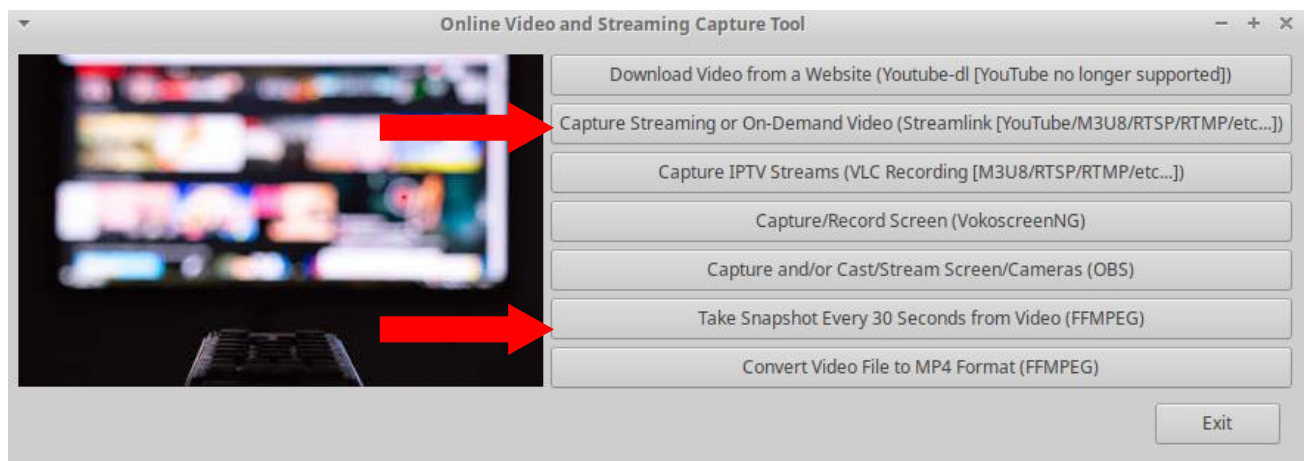 Online Video and Streaming Capture Tool
Download Video from a Website (Youtube-dl [YouTube no longer supported])
Capture Streaming or On-Demand Video (Streamlink [YouTube/M3U8/RTSP/RTMP/etc...])
Capture IPTV Streams (VLC Recording [M3U8/RTSP/RTMP/etc...])
Capture/Record Screen (VokoscreenNG)
Capture and/or Cast/Stream Screen/Cameras (OBS)
Take Snapshot Every 30 Seconds from Video (FFMPEG)
Convert Video File to MP4 Format (FFMPEG)
Exit